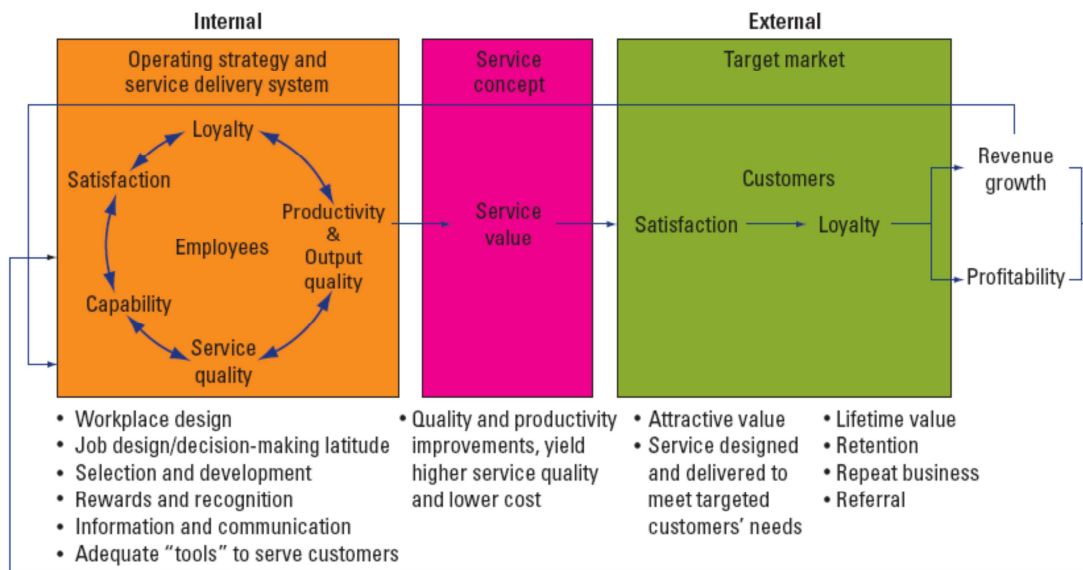 Internal
External
Operating strategy and
service delivery system
Service
concept
Target market
Loyalty
Satisfaction
Productivity
&
Output
quality
Employees
Capability
Service
quality
Service
value
Customers
Satisfaction
Loyalty
Revenue
growth
Profitability
• Workplace design
• Job design/decision-making latitude
• Selection and development
• Rewards and recognition
• Information and communication
• Adequate “tools” to serve customers
• Quality and productivity
improvements, yield
higher service quality
and lower cost
• Attractive value
• Service designed
and delivered to
meet targeted
customers’ needs
• Lifetime value
• Retention
• Repeat business
• Referral